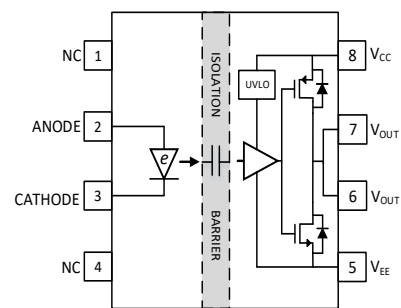 NC 1
ANODE 2
CATHODE 3
NC 4
e
ISOLATION
BARRIER
UVLO
8 VCC
7 VOUT
6 VOUT
5 VEE